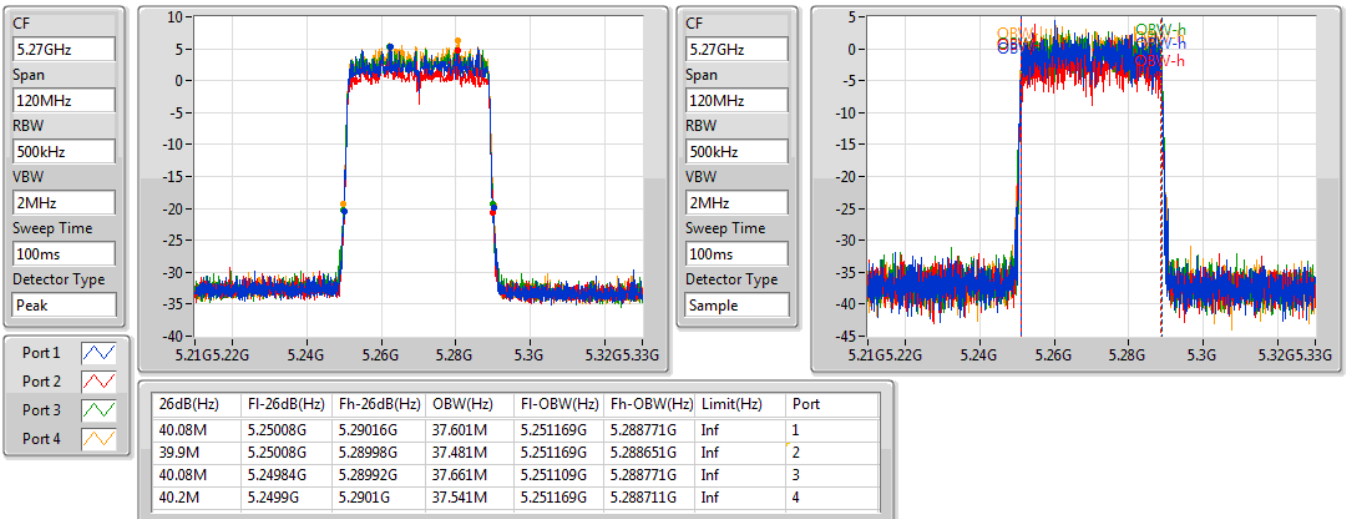 CF
5.27GHz
Span
120MHz
RBW
500kHz
VBW
2MHz
Sweep Time
100ms
Detector Type
Peak
10
5
0
-5
-10
-15
-20
-25
-30
-35
-40
5.21G 5.22G 5.24G 5.26G 5.28G 5.3G 5.32G 5.33G
CF
5.27GHz
Span
120MHz
RBW
500kHz
VBW
2MHz
Sweep Time
100ms
Detector Type
Sample
5
0
-5
-10
-15
-20
-25
-30
-35
-40
-45
OBW-h
OBW-h
OBW-h
5.21G 5.22G 5.24G 5.26G 5.28G 5.3G 5.32G 5.33G
Port 1
Port 2
Port 3
Port 4
26dB(Hz) Fl-26dB(Hz) Fh-26dB(Hz) OBW(Hz) Fl-OBW(Hz) Fh-OBW(Hz) Limit(Hz) Port
40.08M 5.25008G 5.29016G 37.601M 5.251169G 5.288771G Inf 1
39.9M 5.25008G 5.28998G 37.481M 5.251169G 5.288651G Inf 2
40.08M 5.24984G 5.28992G 37.661M 5.251109G 5.288771G Inf 3
40.2M 5.2499G 5.2901G 37.541M 5.251169G 5.288711G Inf 4